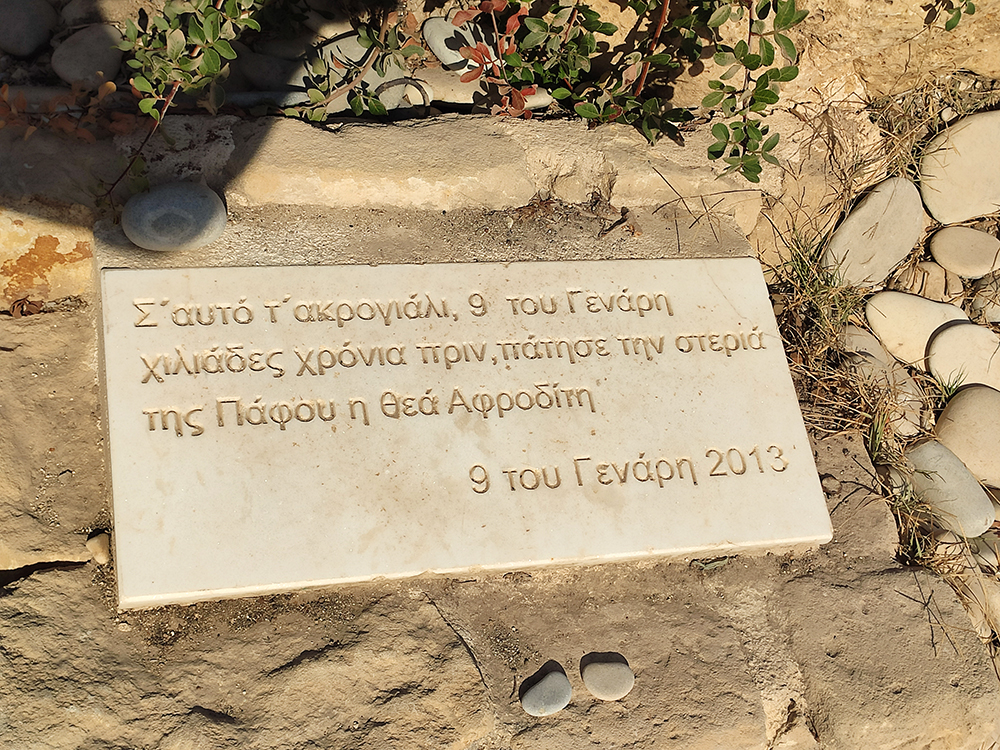 Σ΄αυτό τ΄ακρογιάλι, 9 του Γενάρη
χιλιάδες χρόνια πριν,πάτησε την στεριά
της Πάφου η θεά Αφροδίτη
9 του Γενάρη 2013